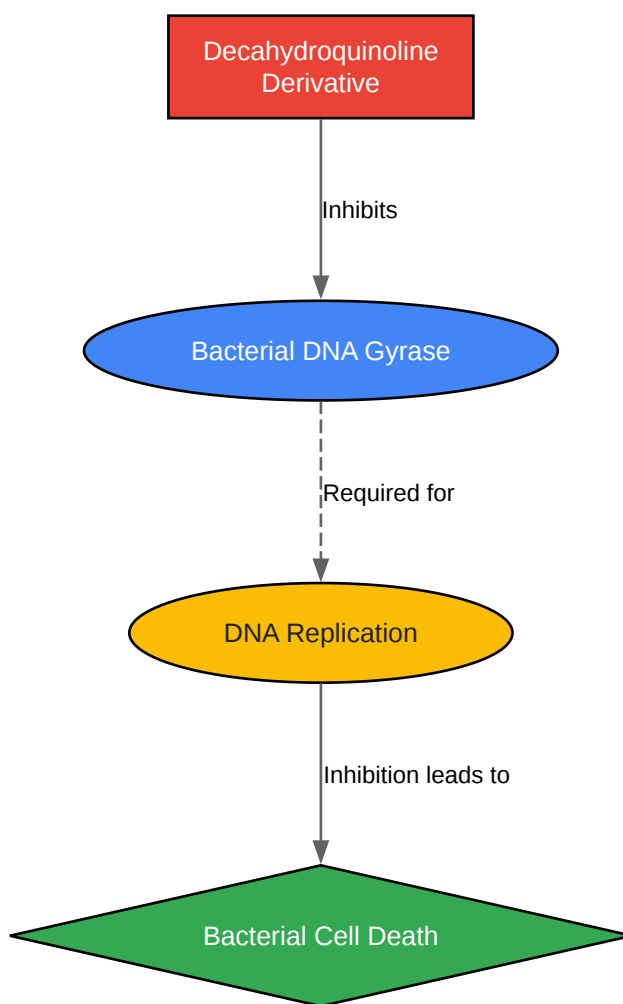 Decahydroquinoline
Derivative
Inhibits
Bacterial DNA Gyrase
Required for
DNA Replication
Inhibition leads to
Bacterial Cell Death